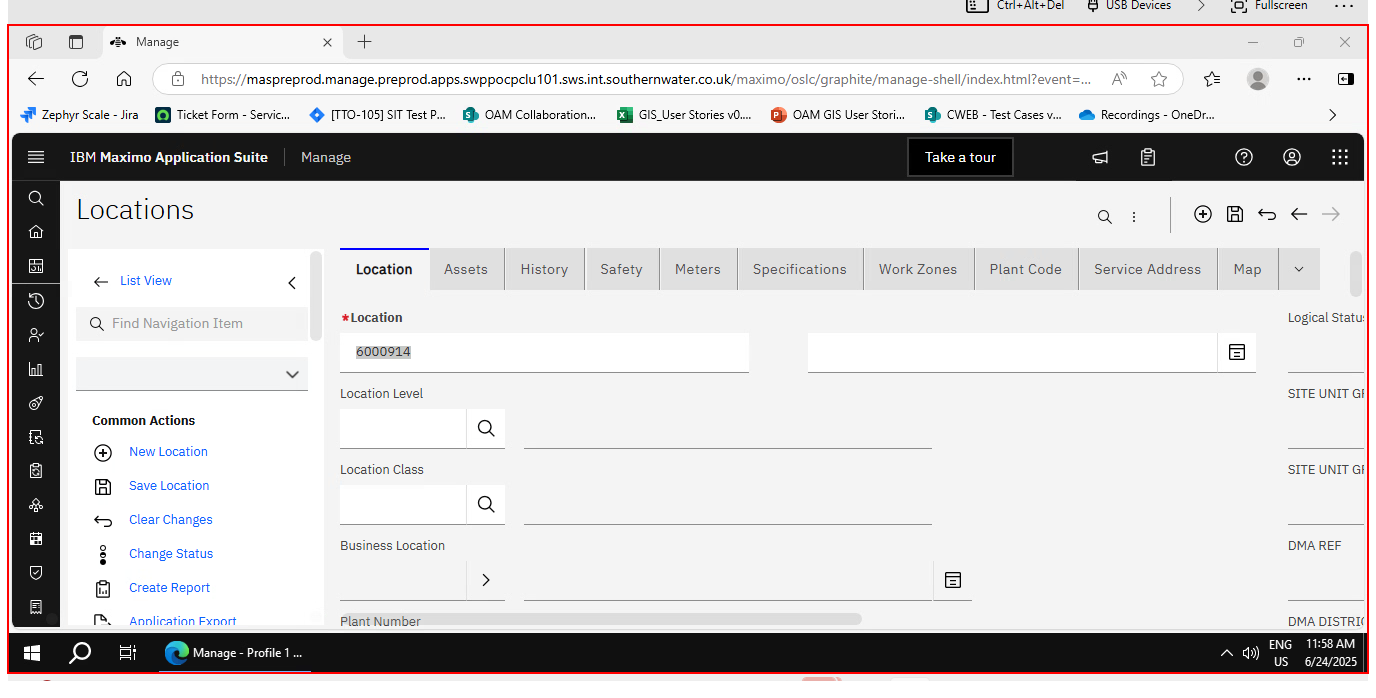 Ctrl+Alt+Del USB Devices Fullscreen
Manage
https://maspreprod.manage.preprod.apps.swppocpclu101.sws.int.southernwater.co.uk/maximo/oslc/graphite/manage-shell/index.html?event=...
Zephyr Scale - Jira Ticket Form - Servic... [TTO-105] SIT Test P... OAM Collaboration... GIS_User Stories v0.... OAM GIS User Stori... CWEB - Test Cases v... Recordings - OneDr...
IBM Maximo Application Suite Manage Take a tour
Locations
List View
Find Navigation Item
Common Actions
New Location
Save Location
Clear Changes
Change Status
Create Report
Application Export
Location Assets History Safety Meters Specifications Work Zones Plant Code Service Address Map
*Location
6000914
Location Level
Location Class
Business Location
Plant Number
Logical Status
SITE UNIT GR
SITE UNIT GR
DMA REF
DMA DISTRIC
Manage - Profile 1 ...
ENG
US
11:58 AM
6/24/2025